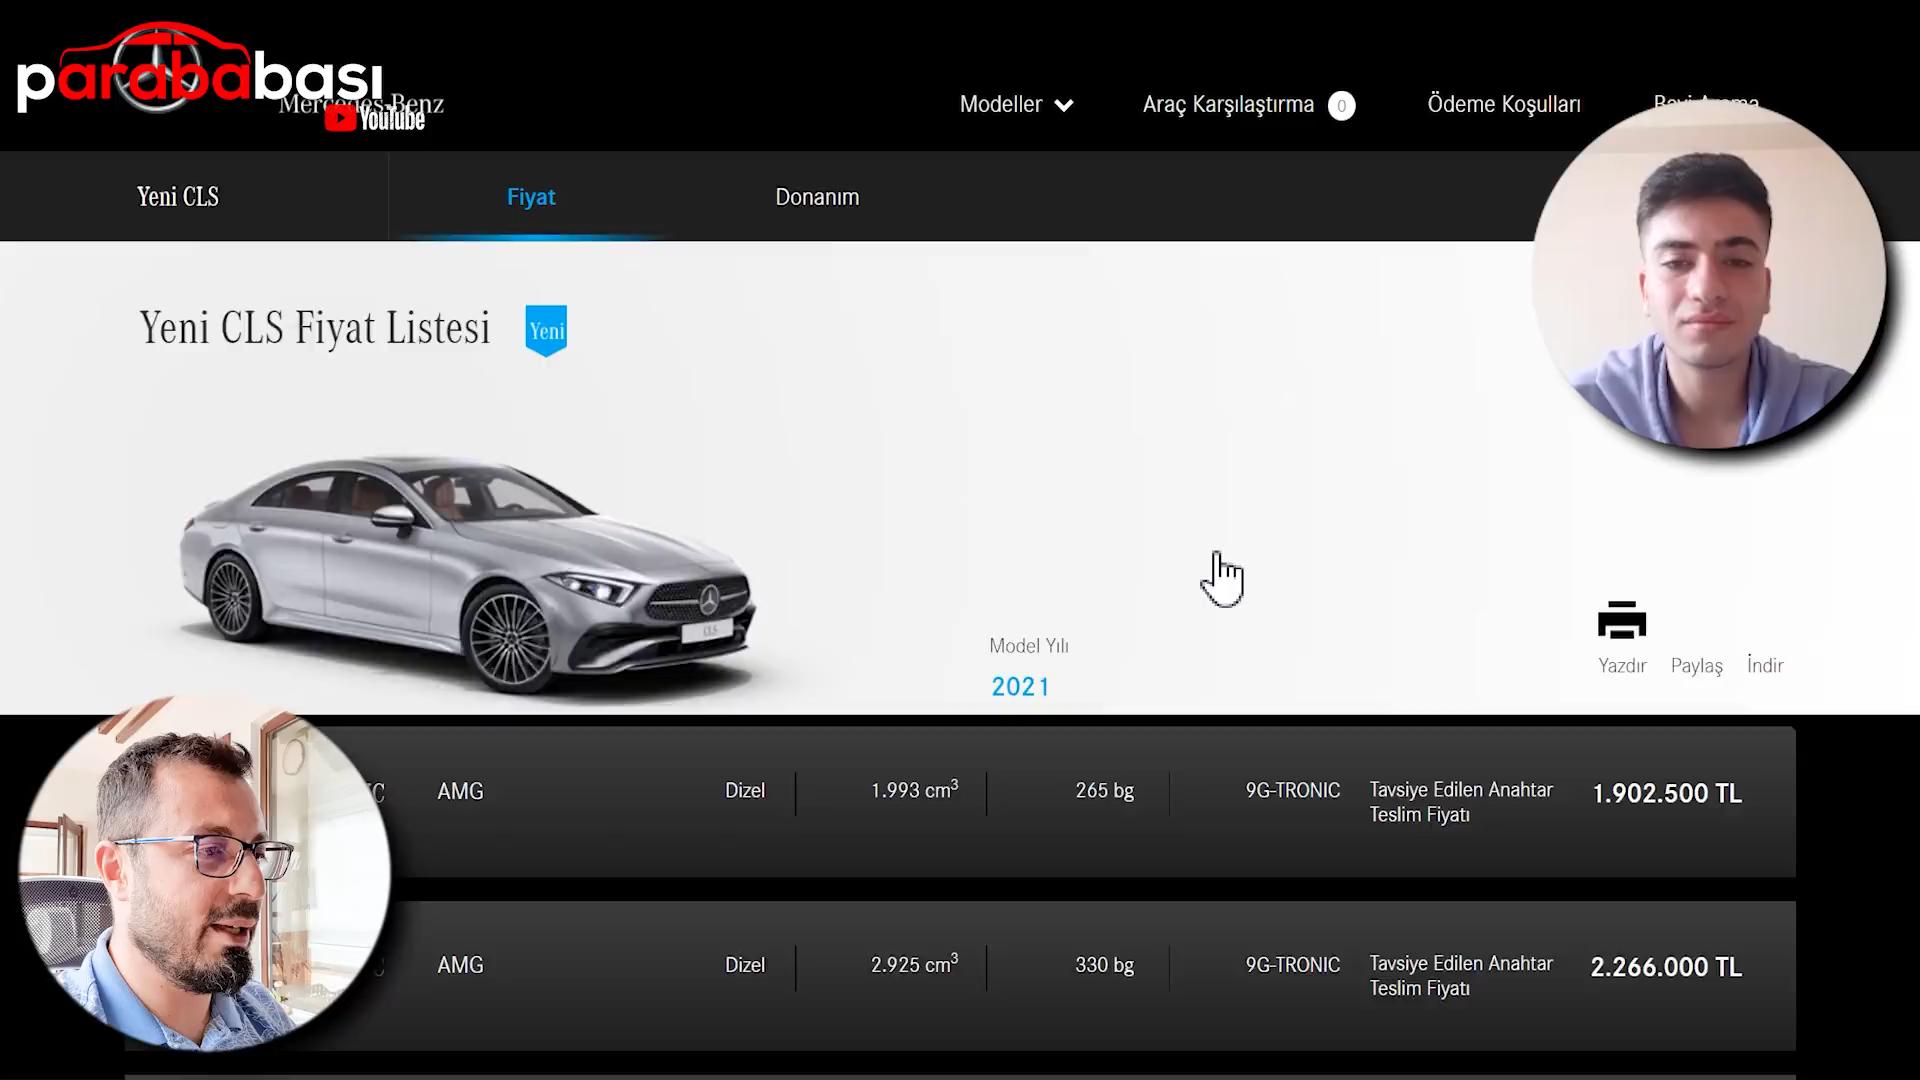 parababası
YouTube
Mercedes-Benz
Modeller
Araç Karşılaştırma 0
Ödeme Koşulları
Yeni CLS
Fiyat
Donanım
Yeni CLS Fiyat Listesi
Yeni
CLS
Model Yılı
2021
Yazdır
Paylaş
İndir
AMG Dizel 1.993 cm³ 265 bg 9G-TRONIC Tavsiye Edilen Anahtar
Teslim Fiyatı
1.902.500 TL
AMG Dizel 2.925 cm³ 330 bg 9G-TRONIC Tavsiye Edilen Anahtar
Teslim Fiyatı
2.266.000 TL